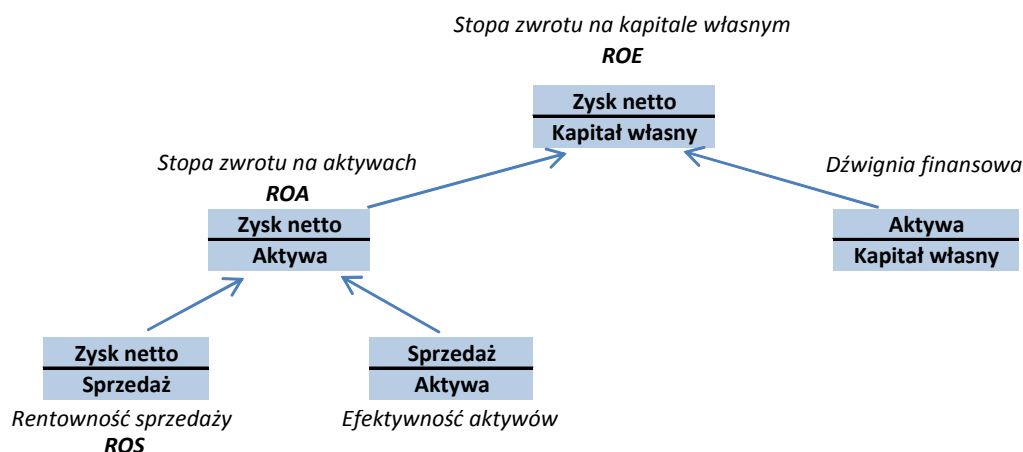 Stopa zwrotu na kapitale własnym
ROE
Zysk netto
Kapitał własny
Stopa zwrotu na aktywach
ROA
Zysk netto
Aktywa
Dźwignia finansowa
Aktywa
Kapitał własny
Zysk netto
Sprzedaż
Rentowność sprzedaży
ROS
Sprzedaż
Aktywa
Efektywność aktywów